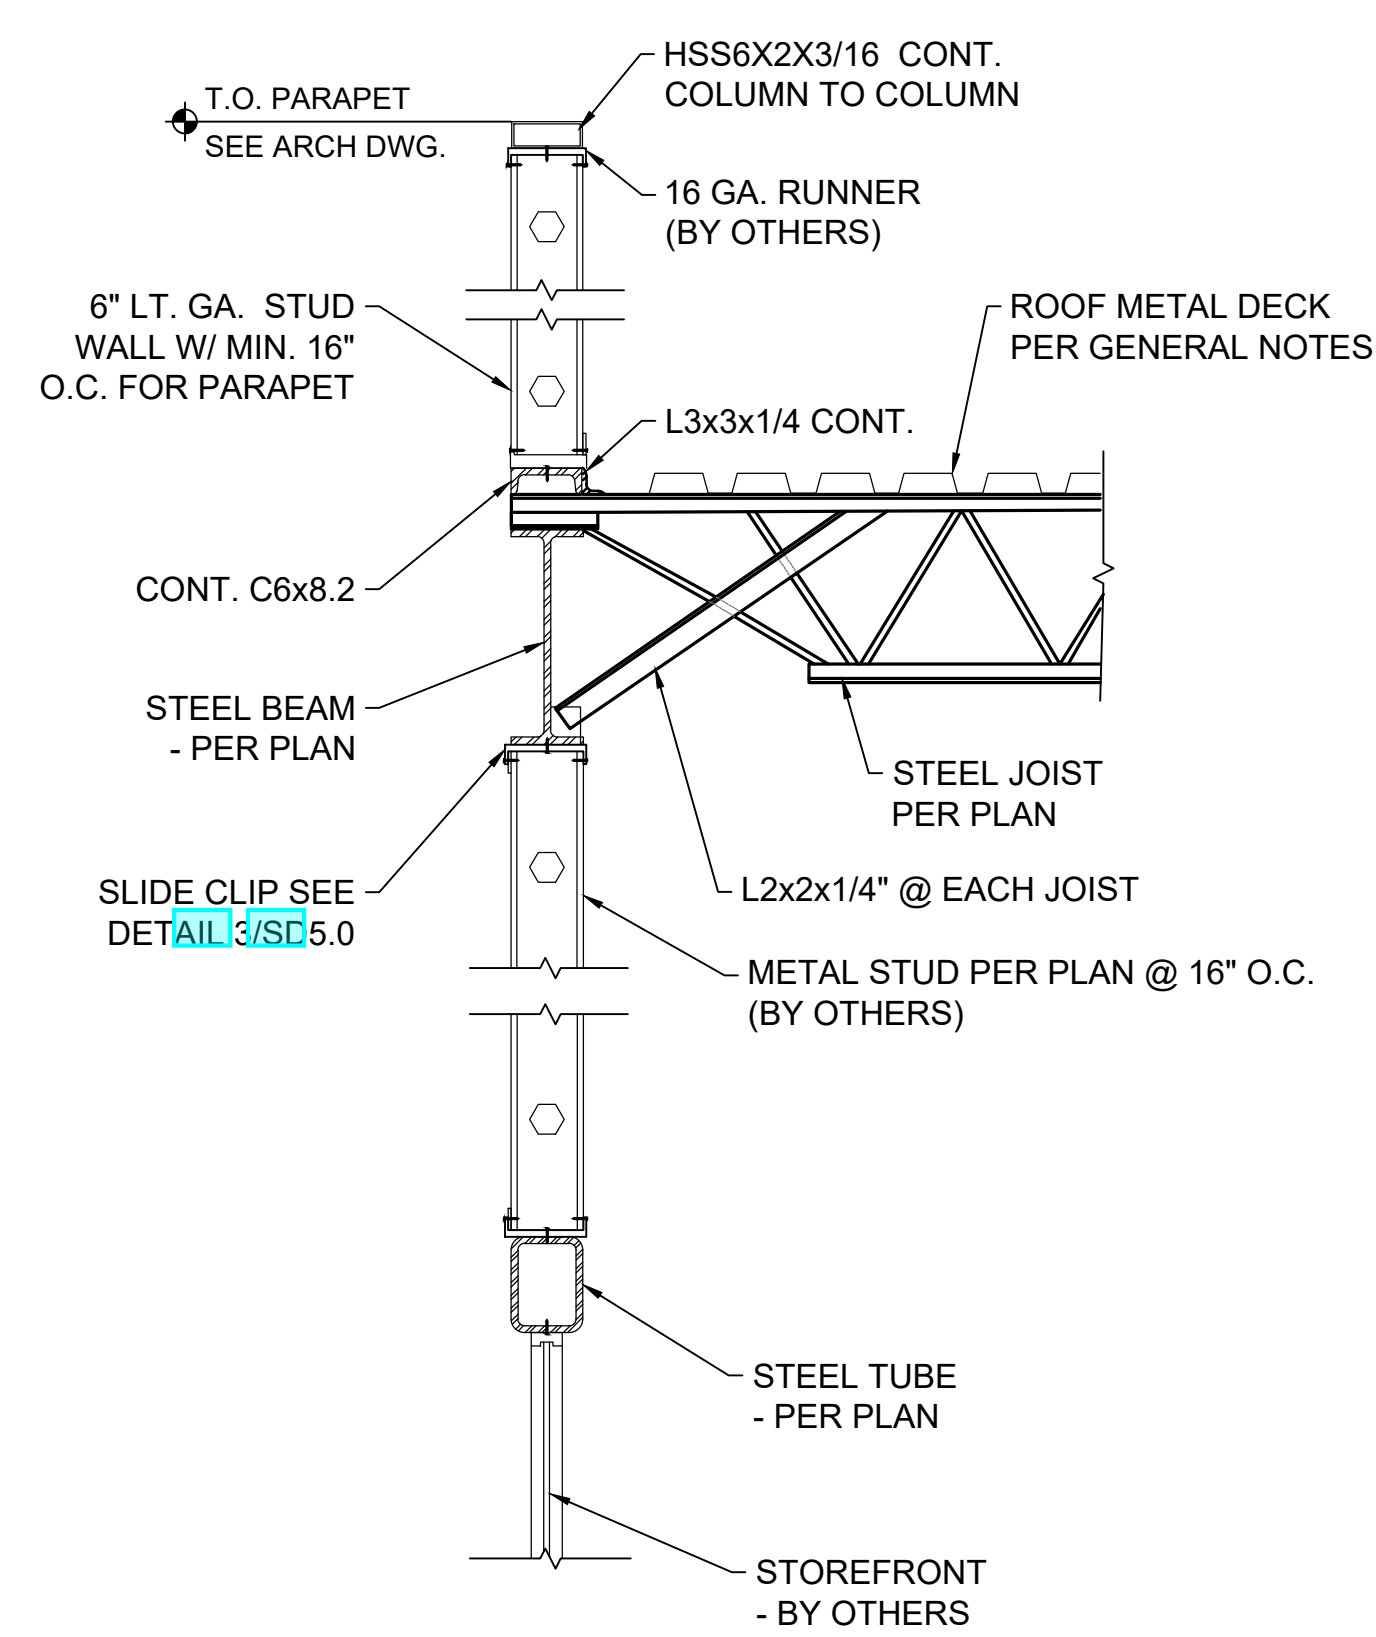 HSS6X2X3/16 CONT.
COLUMN TO COLUMN
T.O. PARAPET
SEE ARCH DWG.
16 GA. RUNNER
(BY OTHERS)
6" LT. GA. STUD
WALL W/ MIN. 16"
O.C. FOR PARAPET
ROOF METAL DECK
PER GENERAL NOTES
L3x3x1/4 CONT.
CONT. C6x8.2
STEEL BEAM
- PER PLAN
STEEL JOIST
PER PLAN
SLIDE CLIP SEE
DETAIL 3/SD5.0
L2x2x1/4" @ EACH JOIST
METAL STUD PER PLAN @ 16" O.C.
(BY OTHERS)
STEEL TUBE
- PER PLAN
STOREFRONT
- BY OTHERS